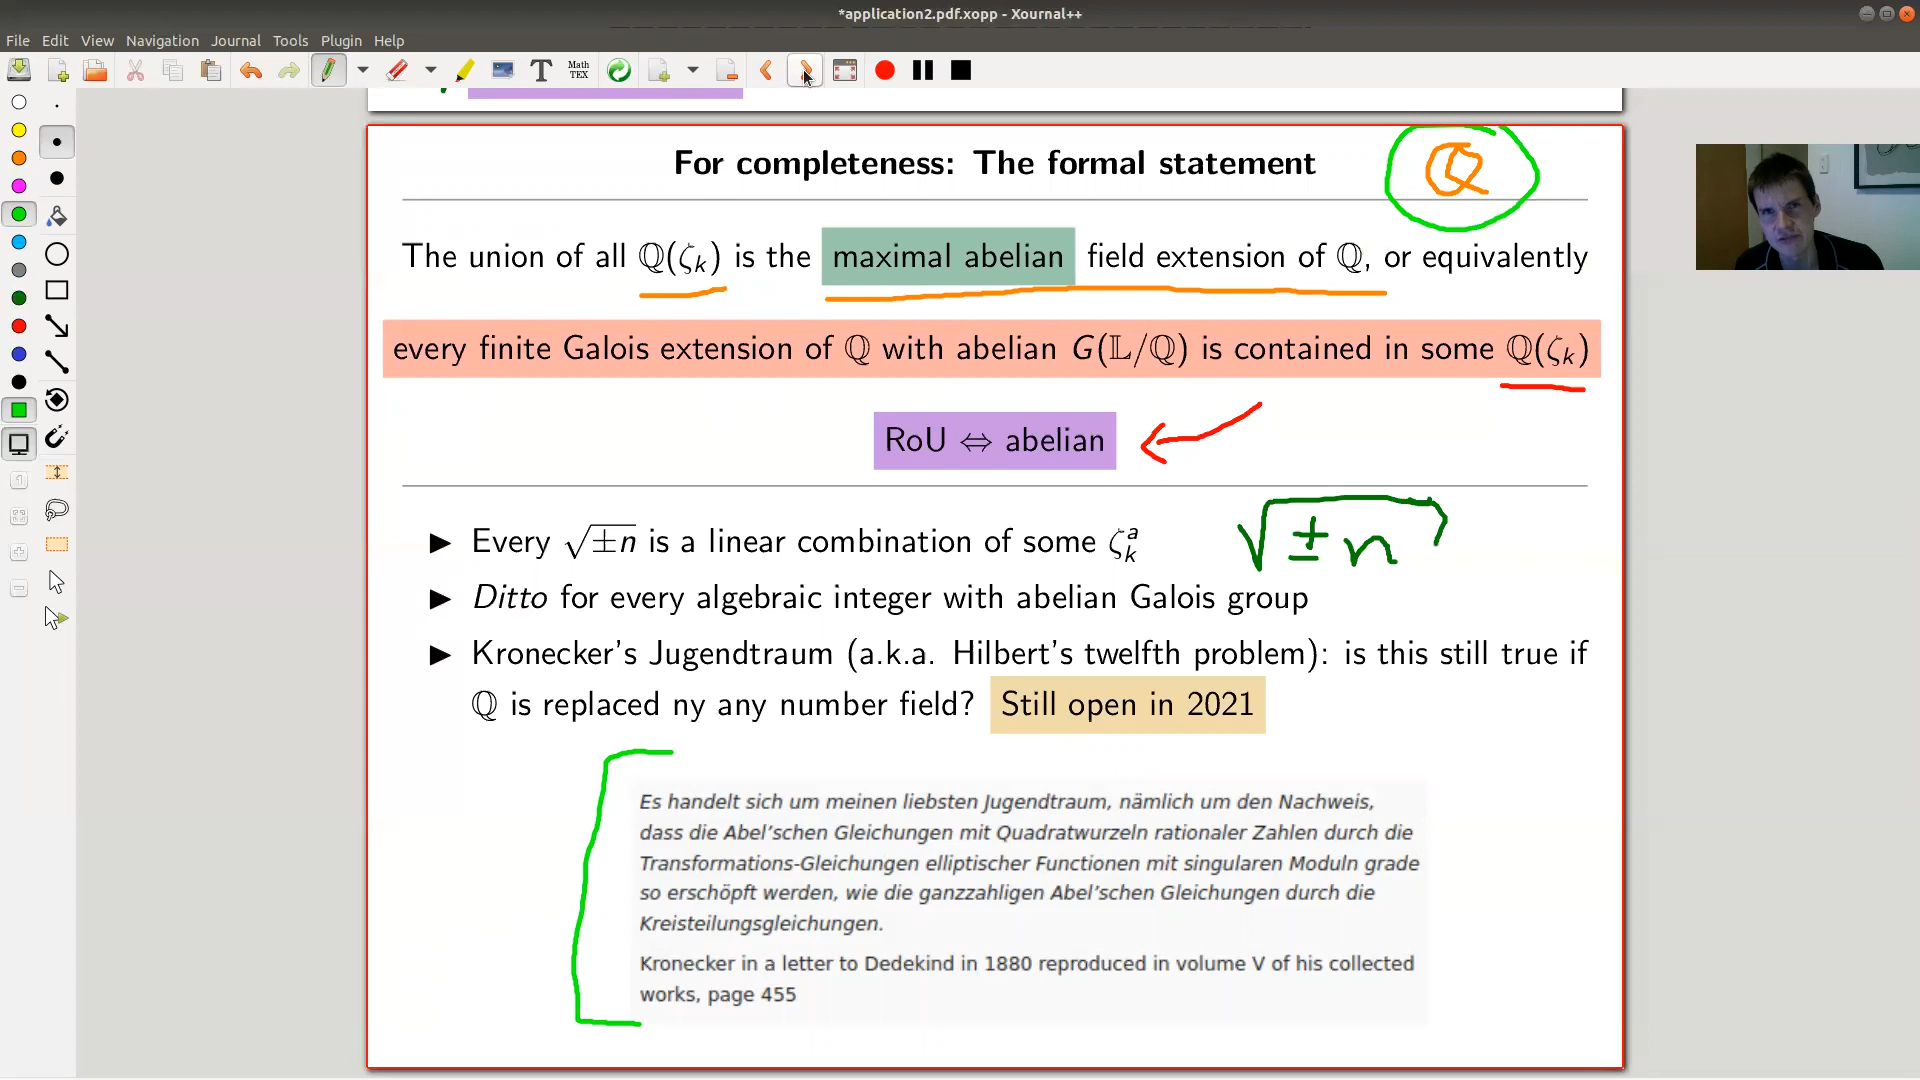 *application2.pdf.xopp - Xournal++
File Edit View Navigation Journal Tools Plugin Help
T MATH TEX
For completeness: The formal statement
ℚ
The union of all ℚ(ζₖ) is the maximal abelian field extension of ℚ, or equivalently
every finite Galois extension of ℚ with abelian G(𝕃/ℚ) is contained in some ℚ(ζₖ)
RoU ⇔ abelian
▶ Every √±n is a linear combination of some ζₖᵃ
√±n
▶ Ditto for every algebraic integer with abelian Galois group
▶ Kronecker's Jugendtraum (a.k.a. Hilbert's twelfth problem): is this still true if
ℚ is replaced ny any number field? Still open in 2021
Es handelt sich um meinen liebsten Jugendtraum, nämlich um den Nachweis,
dass die Abel'schen Gleichungen mit Quadratwurzeln rationaler Zahlen durch die
Transformations-Gleichungen elliptischer Functionen mit singularen Moduln grade
so erschöpft werden, wie die ganzzahligen Abel'schen Gleichungen durch die
Kreisteilungsgleichungen.
Kronecker in a letter to Dedekind in 1880 reproduced in volume V of his collected
works, page 455